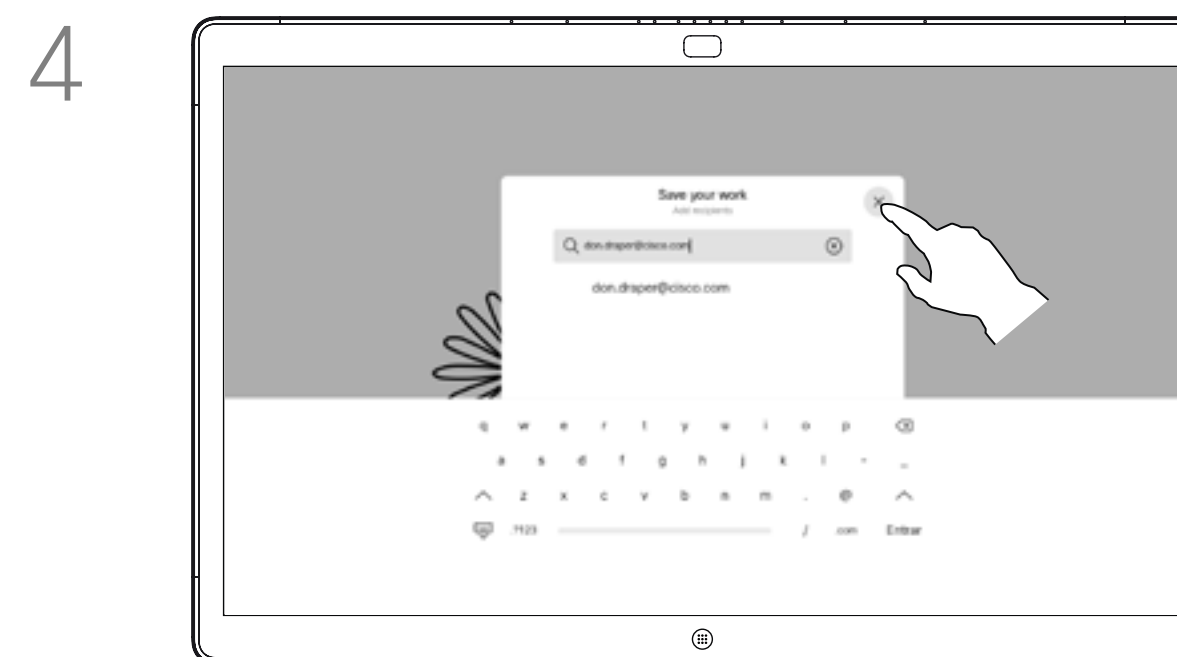 4
Save your work
Add recipients
don.draper@cisco.com
don.draper@cisco.com
q w e r t y u i o p
a s d f g h j k l - _
z x c v b n m . @
.?123 / .com Entrar